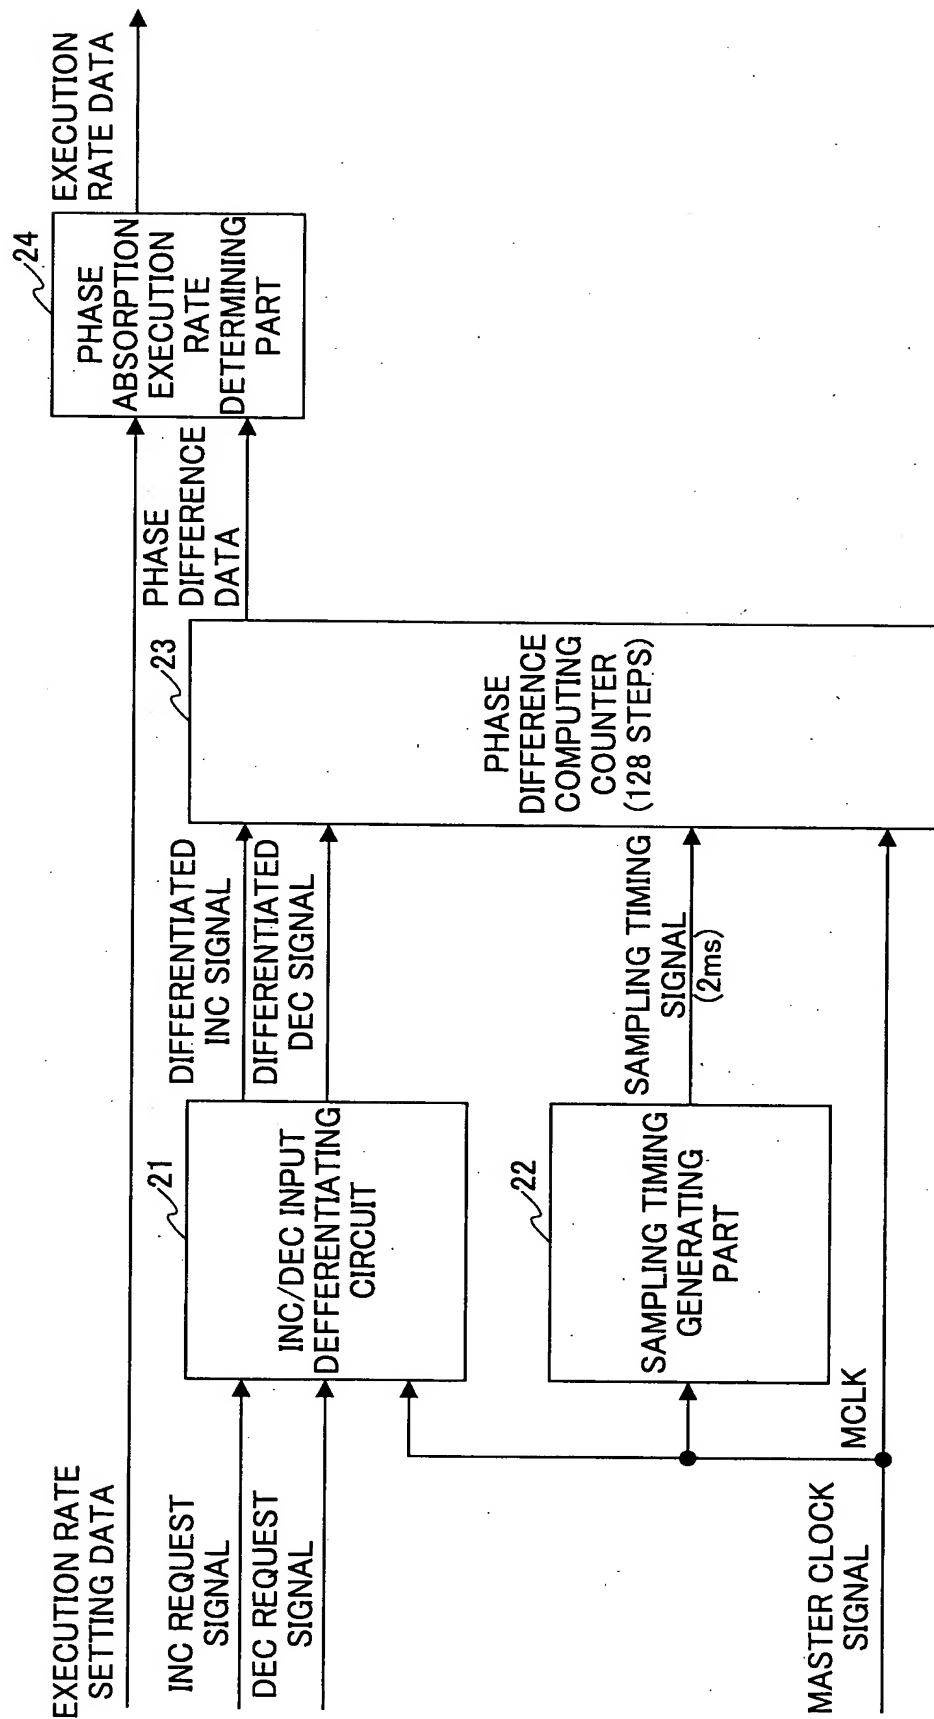 EXECUTION RATE
SETTING DATA
INC REQUEST
SIGNAL
DEC REQUEST
SIGNAL
MASTER CLOCK
SIGNAL
MCLK
21
INC/DEC INPUT
DEFFERENTIATING
CIRCUIT
22
SAMPLING TIMING
GENERATING
PART
DIFFERENTIATED
INC SIGNAL
DIFFERENTIATED
DEC SIGNAL
SAMPLING TIMING
SIGNAL
(2ms)
23
PHASE
DIFFERENCE
COMPUTING
COUNTER
(128 STEPS)
PHASE
DIFFERENCE
DATA
24
PHASE
ABSORPTION
EXECUTION
RATE
DETERMINING
PART
EXECUTION
RATE DATA